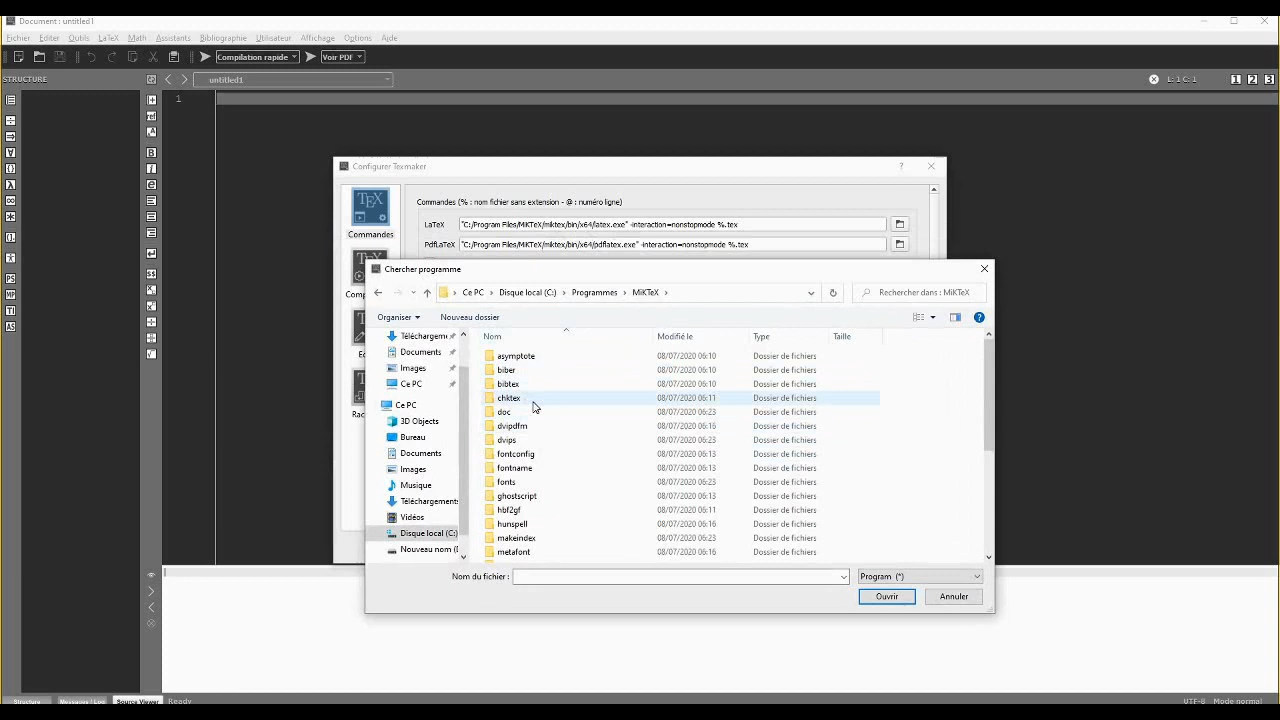 Document : untitled1
Fichier Editer Outils LaTeX Math Assistants Bibliographie Utilisateur Affichage Options Aide
Compilation rapide Voir PDF
STRUCTURE untitled1 L: 1 C: 1 1 2 3
1
Configurer Texmaker ?
Commandes (% : nom fichier sans extension - @ : numéro ligne)
LaTeX "C:/Program Files/MiKTeX/miktex/bin/x64/latex.exe" -interaction=nonstopmode %.tex
Commandes
PdfLaTeX "C:/Program Files/MiKTeX/miktex/bin/x64/pdflatex.exe" -interaction=nonstopmode %.tex
Chercher programme
Ce PC > Disque local (C:) > Programmes > MiKTeX > Rechercher dans : MiKTeX
Organiser Nouveau dossier
Nom Modifié le Type Taille
Téléchargem
Documents
Images
Ce PC
Ce PC
3D Objects
Bureau
Documents
Images
Musique
Téléchargements
Vidéos
Disque local (C:)
Nouveau nom (
asymptote 08/07/2020 06:10 Dossier de fichiers
biber 08/07/2020 06:10 Dossier de fichiers
bibtex 08/07/2020 06:10 Dossier de fichiers
chktex 08/07/2020 06:11 Dossier de fichiers
doc 08/07/2020 06:23 Dossier de fichiers
dvipdfm 08/07/2020 06:16 Dossier de fichiers
dvips 08/07/2020 06:23 Dossier de fichiers
fontconfig 08/07/2020 06:13 Dossier de fichiers
fontname 08/07/2020 06:13 Dossier de fichiers
fonts 08/07/2020 06:23 Dossier de fichiers
ghostscript 08/07/2020 06:13 Dossier de fichiers
hbf2gf 08/07/2020 06:11 Dossier de fichiers
hunspell 08/07/2020 06:16 Dossier de fichiers
makeindex 08/07/2020 06:23 Dossier de fichiers
metafont 08/07/2020 06:16 Dossier de fichiers
Nom du fichier : Program (*)
Ouvrir Annuler
Structure Messages / Log Source Viewer Ready UTF-8 Mode normal